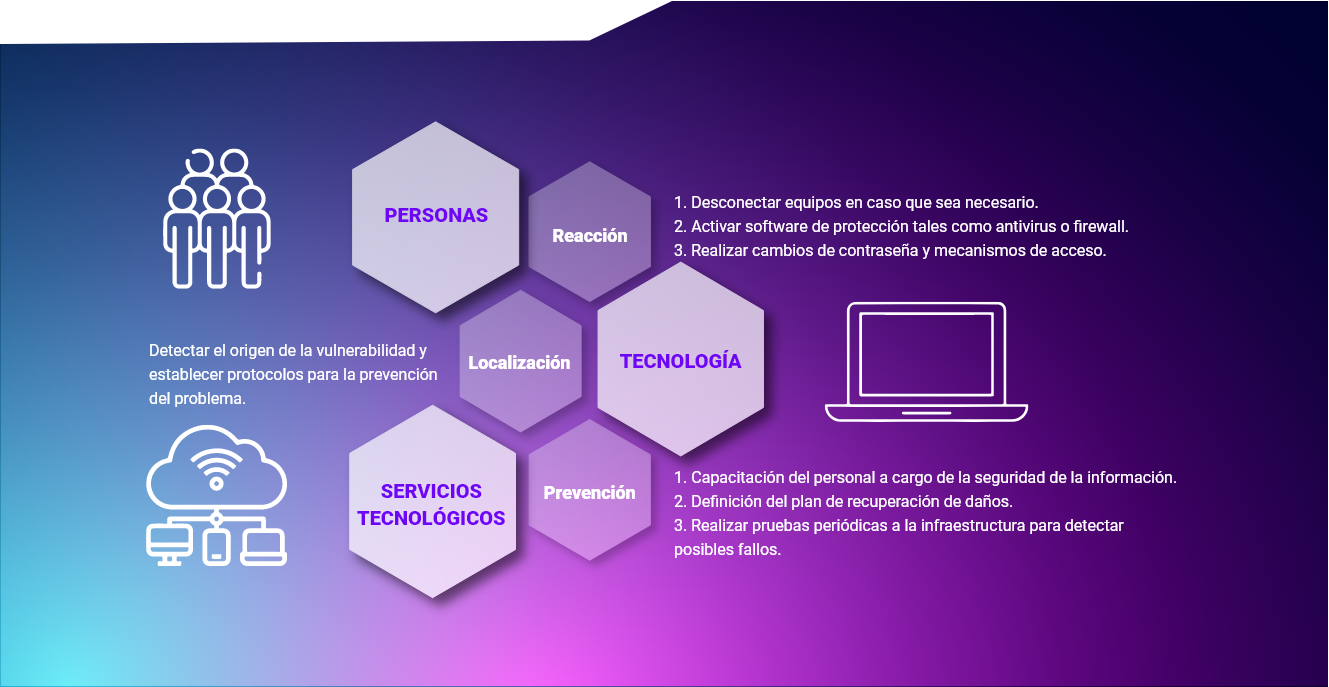 PERSONAS
Reacción
1. Desconectar equipos en caso que sea necesario.
2. Activar software de protección tales como antivirus o firewall.
3. Realizar cambios de contraseña y mecanismos de acceso.
Detectar el origen de la vulnerabilidad y
establecer protocolos para la prevención
del problema.
Localización
TECNOLOGÍA
SERVICIOS
TECNOLÓGICOS
Prevención
1. Capacitación del personal a cargo de la seguridad de la información.
2. Definición del plan de recuperación de daños.
3. Realizar pruebas periódicas a la infraestructura para detectar
posibles fallos.